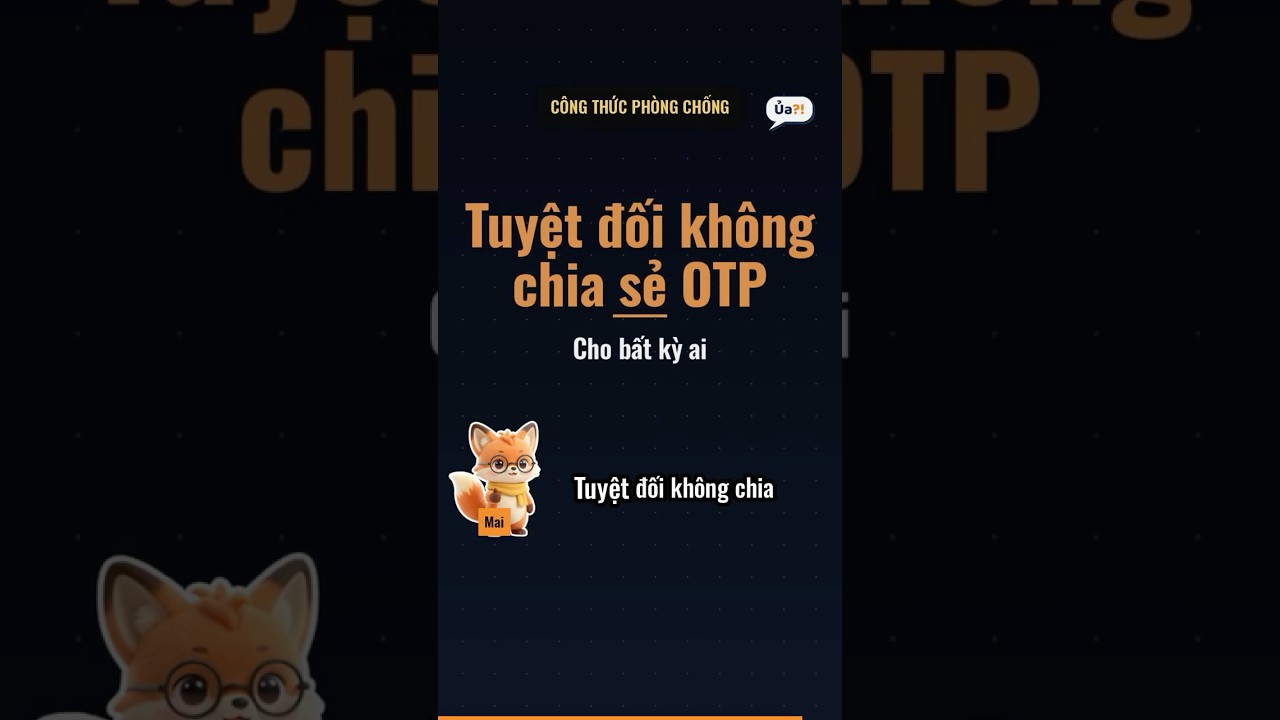 CÔNG THỨC PHÒNG CHỐNG
Ủa?!
Tuyệt đối không
chia sẻ OTP
Cho bất kỳ ai
Tuyệt đối không chia
Mai